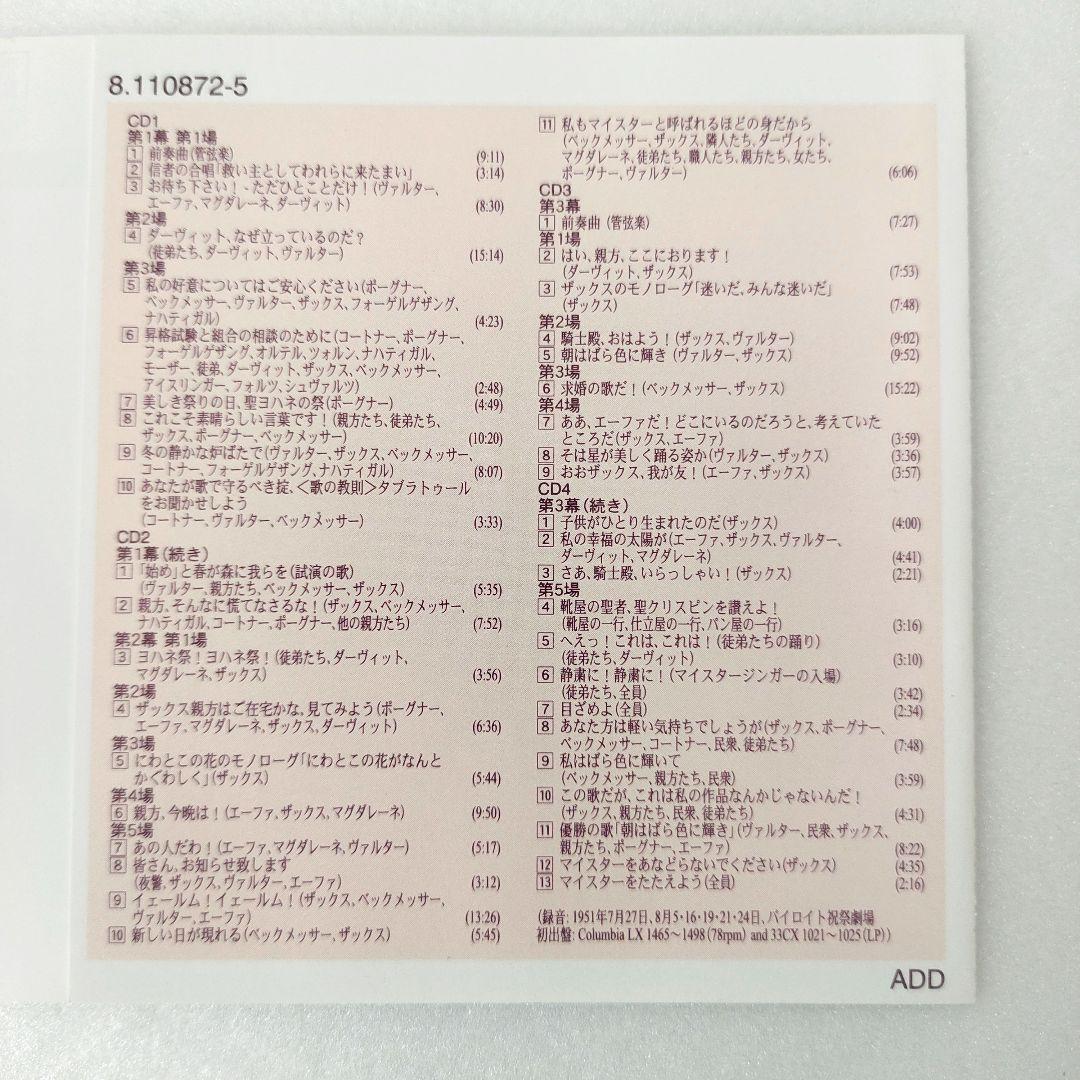 8.110872-5
CD1
第1幕 第1場
1 前奏曲(管弦楽) (9:11)
2 信者の合唱「救い主としてわれらに来たまい」 (3:14)
3 お待ち下さい！-ただひとことだけ！(ヴァルター、
エーファ、マグダレーネ、ダーヴィット) (8:30)
第2場
4 ダーヴィット、なぜ立っているのだ？
(徒弟たち、ダーヴィット、ヴァルター) (15:14)
第3場
5 私の好意についてはご安心ください(ポーグナー、
ベックメッサー、ヴァルター、ザックス、フォーゲルゲザング、
ナハティガル) (4:23)
6 昇格試験と組合の相談のために(コートナー、ポーグナー、
フォーゲルゲザング、オルテル、ツォルン、ナハティガル、
モーザー、徒弟、ダーヴィット、ザックス、ベックメッサー、
アイスリンガー、フォルツ、シュヴァルツ) (2:48)
7 美しき祭りの日、聖ヨハネの祭(ポーグナー) (4:49)
8 これこそ素晴らしい言葉です！(親方たち、徒弟たち、
ザックス、ポーグナー、ベックメッサー) (10:20)
9 冬の静かな炉ばたで(ヴァルター、ザックス、ベックメッサー、
コートナー、フォーゲルゲザング、ナハティガル) (8:07)
10 あなたが歌で守るべき掟、＜歌の教則＞タブラトゥール
をお聞かせしよう
(コートナー、ヴァルター、ベックメッサー) (3:33)
CD2
第1幕(続き)
1 「始め」と春が森に我らを(試演の歌)
(ヴァルター、親方たち、ベックメッサー、ザックス) (5:35)
2 親方、そんなに慌てなさるな！(ザックス、ベックメッサー、
ナハティガル、コートナー、ポーグナー、他の親方たち) (7:52)
第2幕 第1場
3 ヨハネ祭！ヨハネ祭！(徒弟たち、ダーヴィット、
マグダレーネ、ザックス) (3:56)
第2場
4 ザックス親方はご在宅かな、見てみよう(ポーグナー、
エーファ、マグダレーネ、ザックス、ダーヴィット) (6:36)
第3場
5 にわとこの花のモノローグ「にわとこの花がなんと
かぐわしく」(ザックス) (5:44)
第4場
6 親方、今晩は！(エーファ、ザックス、マグダレーネ) (9:50)
第5場
7 あの人だわ！(エーファ、マグダレーネ、ヴァルター) (5:17)
8 皆さん、お知らせ致します
(夜警、ザックス、ヴァルター、エーファ) (3:12)
9 イェールム！イェールム！(ザックス、ベックメッサー、
ヴァルター、エーファ) (13:26)
10 新しい日が現れる(ベックメッサー、ザックス) (5:45)
11 私もマイスターと呼ばれるほどの身だから
(ベックメッサー、ザックス、隣人たち、ダーヴィット、
マグダレーネ、徒弟たち、職人たち、親方たち、女たち、
ポーグナー、ヴァルター) (6:06)
CD3
第3幕
1 前奏曲 (管弦楽) (7:27)
第1場
2 はい、親方、ここにおります！
(ダーヴィット、ザックス) (7:53)
3 ザックスのモノローグ「迷いだ、みんな迷いだ」
(ザックス) (7:48)
第2場
4 騎士殿、おはよう！(ザックス、ヴァルター) (9:02)
5 朝はばら色に輝き (ヴァルター、ザックス) (9:52)
第3場
6 求婚の歌だ！(ベックメッサー、ザックス) (15:22)
第4場
7 ああ、エーファだ！どこにいるのだろうと、考えていた
ところだ(ザックス、エーファ) (3:59)
8 そは星が美しく踊る姿か(ヴァルター、ザックス) (3:36)
9 おおザックス、我が友！(エーファ、ザックス) (3:57)
CD4
第3幕(続き)
1 子供がひとり生まれたのだ(ザックス) (4:00)
2 私の幸福の太陽が(エーファ、ザックス、ヴァルター、
ダーヴィット、マグダレーネ) (4:41)
3 さあ、騎士殿、いらっしゃい！(ザックス) (2:21)
第5場
4 靴屋の聖者、聖クリスピンを讃えよ！
(靴屋の一行、仕立屋の一行、パン屋の一行) (3:16)
5 へえっ！これは、これは！(徒弟たちの踊り)
(徒弟たち、ダーヴィット) (3:10)
6 静粛に！静粛に！(マイスタージンガーの入場)
(徒弟たち、全員) (3:42)
7 目ざめよ(全員) (2:34)
8 あなた方は軽い気持ちでしょうが(ザックス、ポーグナー、
ベックメッサー、コートナー、民衆、徒弟たち) (7:48)
9 私はばら色に輝いて
(ベックメッサー、親方たち、民衆) (3:59)
10 この歌だが、これは私の作品なんかじゃないんだ！
(ザックス、親方たち、民衆、徒弟たち) (4:31)
11 優勝の歌「朝はばら色に輝き」(ヴァルター、民衆、ザックス、
親方たち、ポーグナー、エーファ) (8:22)
12 マイスターをあなどらないでください(ザックス) (4:35)
13 マイスターをたたえよう(全員) (2:16)
(録音: 1951年7月27日、8月5・16・19・21・24日、バイロイト祝祭劇場
初出盤: Columbia LX 1465～1498(78rpm) and 33CX 1021～1025(LP))
ADD